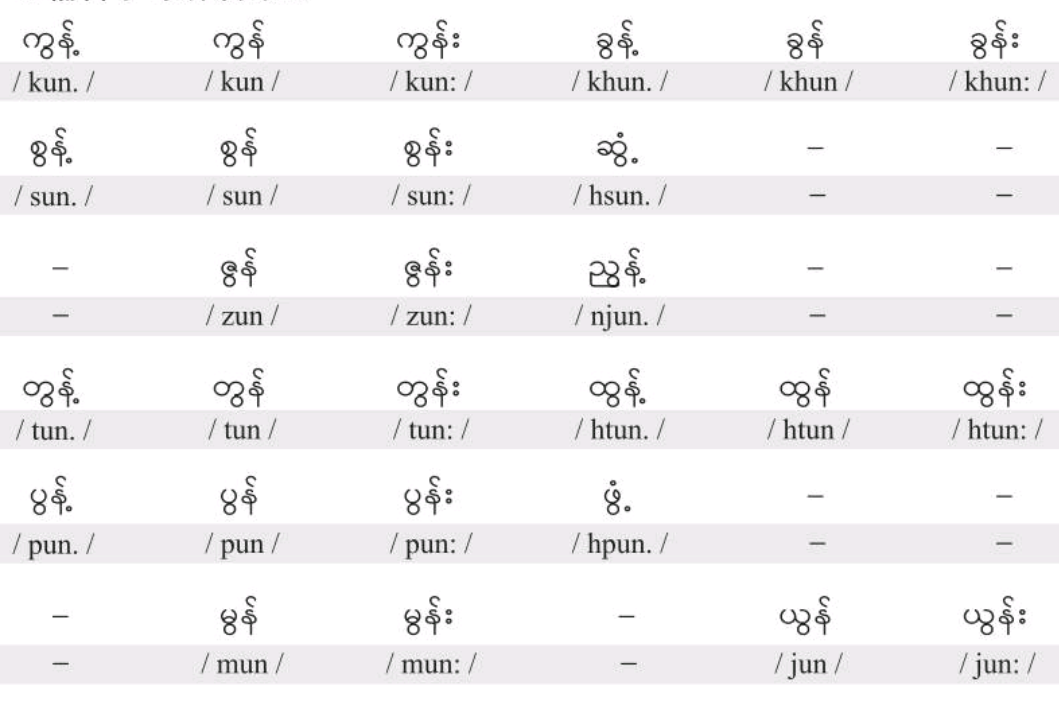 ကွန့် ကွန် ကွန်း ခွန့် ခွန် ခွန်း
/ kun. / / kun / / kun: / / khun. / / khun / / khun: /
စွန့် စွန် စွန်း ဆွံ့ – –
/ sun. / / sun / / sun: / / hsun. / – –
– ဇွန် ဇွန်း ညွန့် – –
– / zun / / zun: / / njun. / – –
တွန့် တွန် တွန်း ထွန့် ထွန် ထွန်း
/ tun. / / tun / / tun: / / htun. / / htun / / htun: /
ပွန့် ပွန် ပွန်း ဖွံ့ – –
/ pun. / / pun / / pun: / / hpun. / – –
– မွန် မွန်း – ယွန် ယွန်း
– / mun / / mun: / – / jun / / jun: /